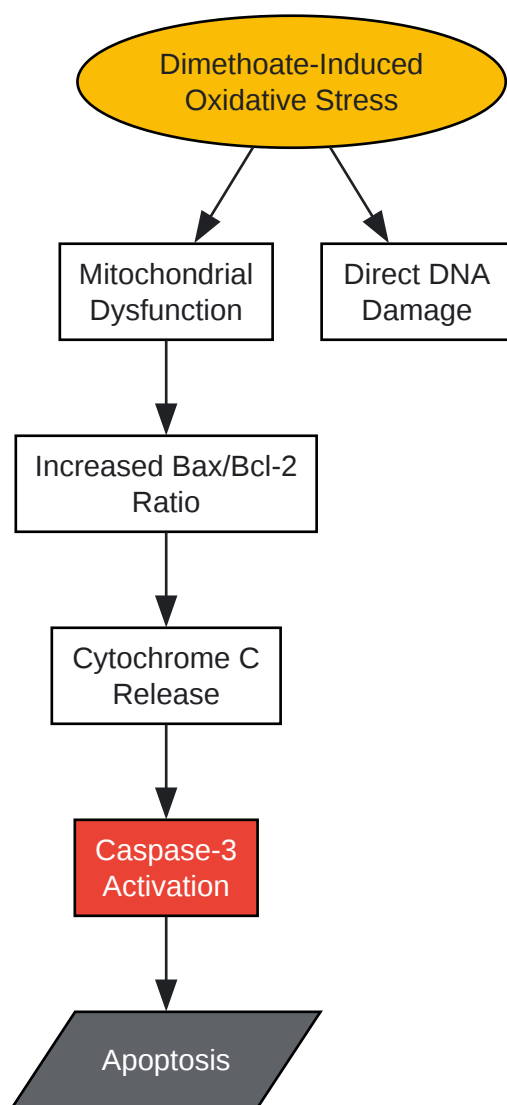 Dimethoate-Induced
Oxidative Stress
Mitochondrial
Dysfunction
Direct DNA
Damage
Increased Bax/Bcl-2
Ratio
Cytochrome C
Release
Caspase-3
Activation
Apoptosis